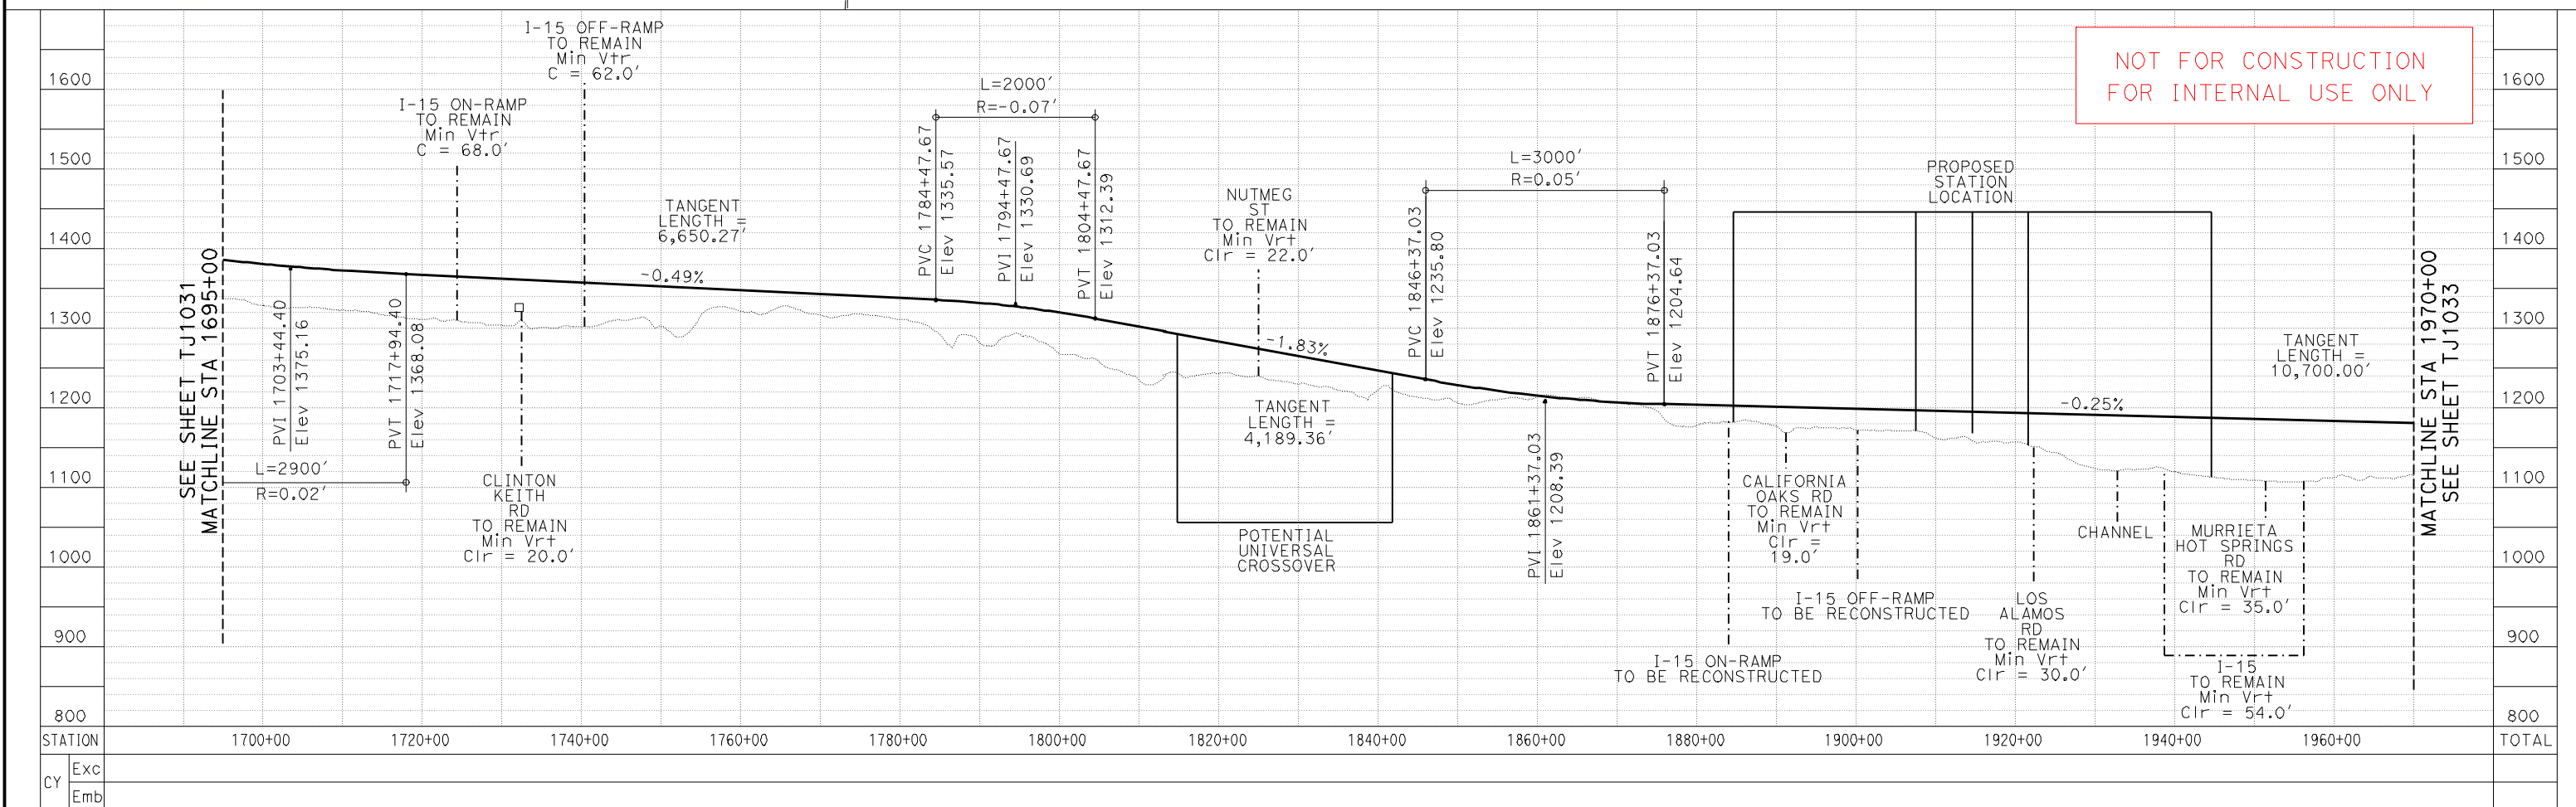 NOT FOR CONSTRUCTION
FOR INTERNAL USE ONLY
1600
1500
1400
1300
1200
1100
1000
900
800
SEE SHEET TJ1031
MATCHLINE STA 1695+00
PVI 1703+44.40
Elev 1375.16
L=2900'
R=0.02'
PVT 1717+94.40
Elev 1368.08
I-15 ON-RAMP
TO REMAIN
Min Vtr
C = 68.0'
CLINTON
KEITH
RD
TO REMAIN
Min Vrt
Clr = 20.0'
I-15 OFF-RAMP
TO REMAIN
Min Vtr
C = 62.0'
TANGENT
LENGTH =
6,650.27'
-0.49%
L=2000'
R=-0.07'
PVC 1784+47.67
Elev 1335.57
PVI 1794+47.67
Elev 1330.69
PVT 1804+47.67
Elev 1312.39
NUTMEG
ST
TO REMAIN
Min Vrt
Clr = 22.0'
-1.83%
TANGENT
LENGTH =
4,189.36'
POTENTIAL
UNIVERSAL
CROSSOVER
L=3000'
R=0.05'
PVC 1846+37.03
Elev 1235.80
PVI 1861+37.03
Elev 1208.39
PVT 1876+37.03
Elev 1204.64
I-15 ON-RAMP
TO BE RECONSTRUCTED
CALIFORNIA
OAKS RD
TO REMAIN
Min Vrt
Clr =
19.0'
I-15 OFF-RAMP
TO BE RECONSTRUCTED
PROPOSED
STATION
LOCATION
LOS
ALAMOS
RD
TO REMAIN
Min Vrt
Clr = 30.0'
-0.25%
CHANNEL
MURRIETA
HOT SPRINGS
RD
TO REMAIN
Min Vrt
Clr = 35.0'
I-15
TO REMAIN
Min Vrt
Clr = 54.0'
TANGENT
LENGTH =
10,700.00'
MATCHLINE STA 1970+00
SEE SHEET TJ1033
1600
1500
1400
1300
1200
1100
1000
900
800
STATION 1700+00 1720+00 1740+00 1760+00 1780+00 1800+00 1820+00 1840+00 1860+00 1880+00 1900+00 1920+00 1940+00 1960+00 TOTAL
CY
Exc
Emb